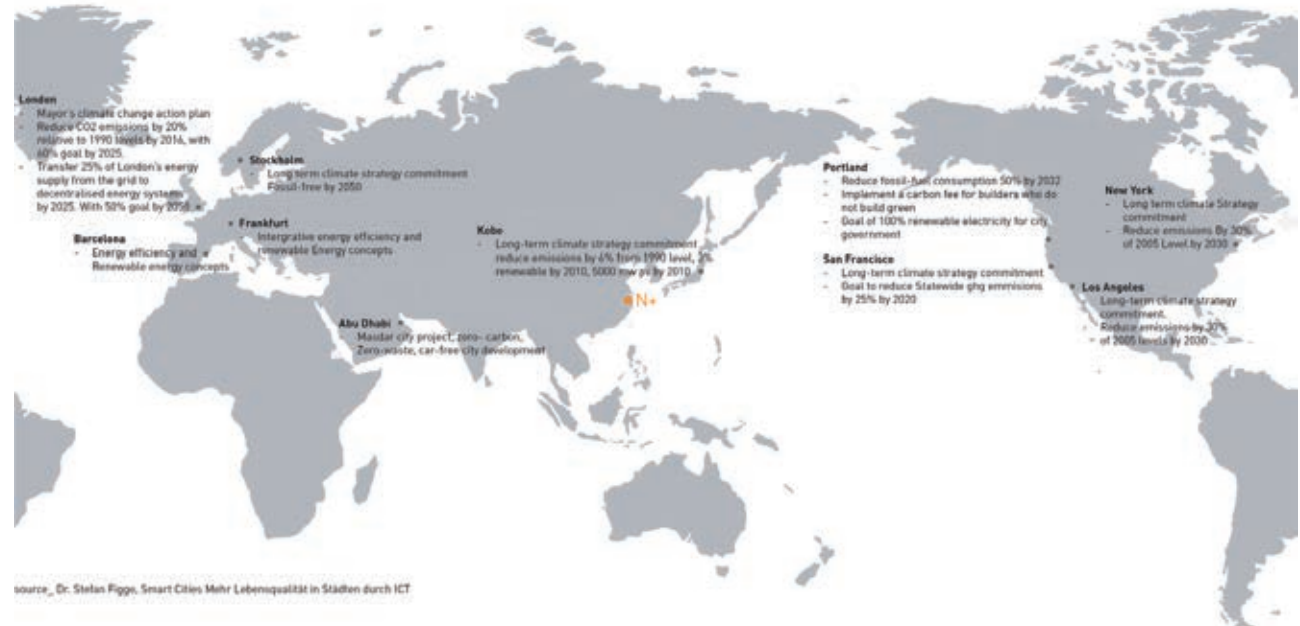 London
- Mayor's climate change action plan
- Reduce CO2 emissions by 20%
relative to 1990 levels by 2016, with
60% goal by 2025.
- Transfer 25% of London's energy
supply from the grid to
decentralised energy systems
by 2025. With 50% goal by
Stockholm
- Long term climate strategy commitment
Fossil-free by 2050
Frankfurt
- Intergrative energy efficiency and
renewable Energy concepts
Barcelona
- Energy efficiency and
Renewable energy concepts
Kobe
- Long-term climate strategy commitment
reduce emissions by 6% from 1990 level, 3%
renewable by 2010, 5000 mw pv by 2010
N+
Abu Dhabi
- Masdar city project, zero- carbon,
Zero-waste, car-free city development
Portland
- Reduce fossil-fuel consumption 50% by 2022
- Implement a carbon fee for builders who do
not build green
- Goal of 100% renewable electricity for city
government
San Francisco
- Long-term climate strategy commitment
- Goal to reduce Statewide ghg emmisions
by 25% by 2020
New York
- Long term climate Strategy
commitment
- Reduce emissions By 30%
of 2005 Level by 2030
Los Angeles
- Long-term climate strategy
commitment.
- Reduce emissions by 30%
of 2005 levels by 2030
source_ Dr. Stefan Figge, Smart Cities Mehr Lebensqualität in Städten durch ICT